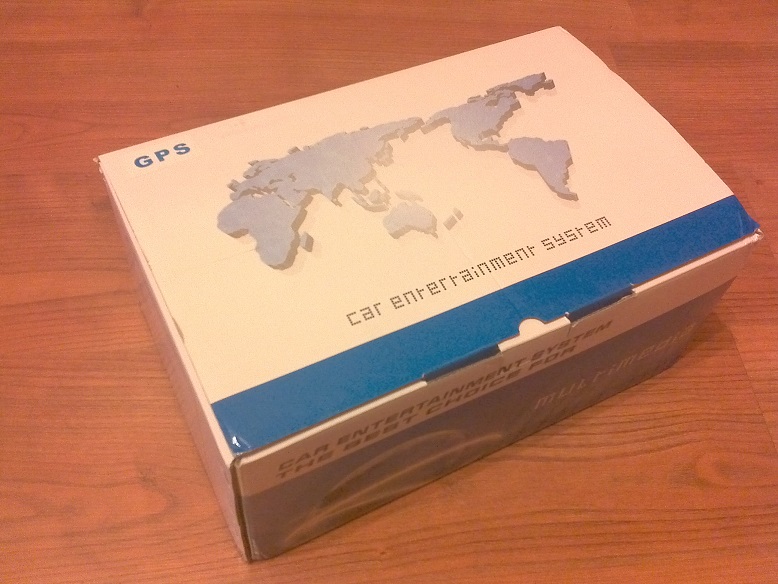 GPS
car entertainment system
CAR ENTERTAINMENT SYSTEM
THE BEST CHOICE FOR
multimedia